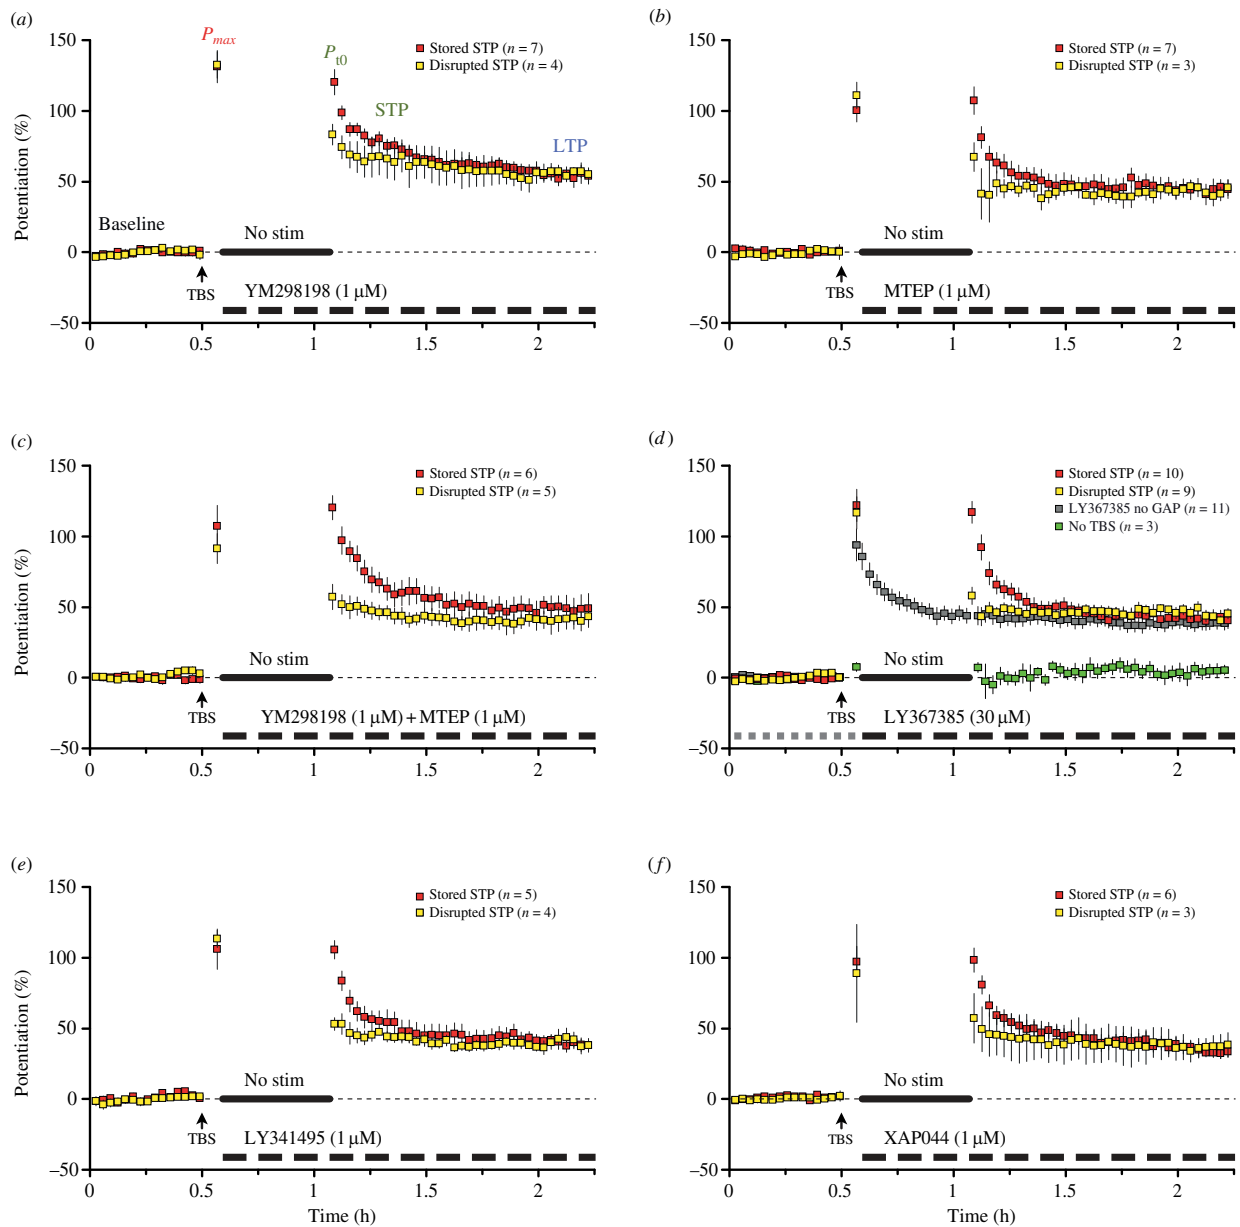 (a)
150
100
50
0
–50
Potentiation (%)
P_max
P_t0
STP
LTP
Stored STP (n = 7)
Disrupted STP (n = 4)
Baseline
No stim
TBS
YM298198 (1 µM)
0 0.5 1 1.5 2
(b)
150
100
50
0
–50
Stored STP (n = 7)
Disrupted STP (n = 3)
No stim
TBS
MTEP (1 µM)
0 0.5 1 1.5 2
(c)
150
100
50
0
–50
Potentiation (%)
Stored STP (n = 6)
Disrupted STP (n = 5)
No stim
TBS
YM298198 (1 µM) + MTEP (1 µM)
0 0.5 1 1.5 2
(d)
150
100
50
0
–50
Stored STP (n = 10)
Disrupted STP (n = 9)
LY367385 no GAP (n = 11)
No TBS (n = 3)
No stim
TBS
LY367385 (30 µM)
0 0.5 1 1.5 2
(e)
150
100
50
0
–50
Potentiation (%)
Stored STP (n = 5)
Disrupted STP (n = 4)
No stim
TBS
LY341495 (1 µM)
0 0.5 1 1.5 2
Time (h)
(f)
150
100
50
0
–50
Stored STP (n = 6)
Disrupted STP (n = 3)
No stim
TBS
XAP044 (1 µM)
0 0.5 1 1.5 2
Time (h)